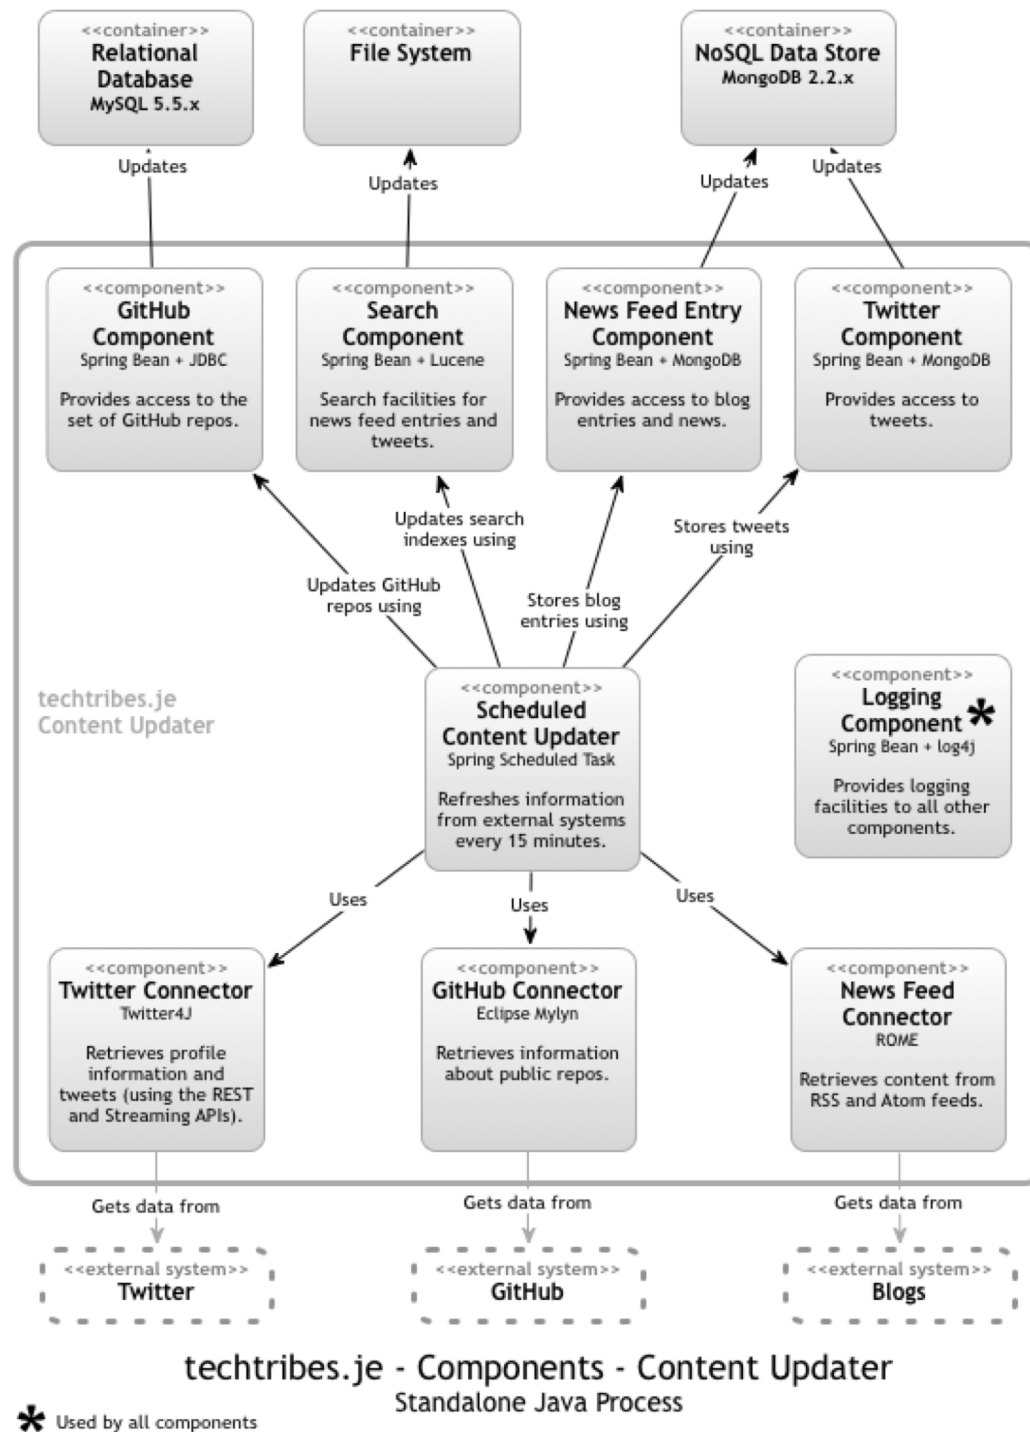 <<container>>
Relational
Database
MySQL 5.5.x
<<container>>
File System
<<container>>
NoSQL Data Store
MongoDB 2.2.x
Updates
Updates
Updates
Updates
<<component>>
GitHub
Component
Spring Bean + JDBC
Provides access to the
set of GitHub repos.
<<component>>
Search
Component
Spring Bean + Lucene
Search facilities for
news feed entries and
tweets.
<<component>>
News Feed Entry
Component
Spring Bean + MongoDB
Provides access to blog
entries and news.
<<component>>
Twitter
Component
Spring Bean + MongoDB
Provides access to
tweets.
Updates GitHub
repos using
Updates search
indexes using
Stores blog
entries using
Stores tweets
using
techtribes.je
Content Updater
<<component>>
Scheduled
Content Updater
Spring Scheduled Task
Refreshes information
from external systems
every 15 minutes.
<<component>>
Logging
Component *
Spring Bean + log4j
Provides logging
facilities to all other
components.
Uses
Uses
Uses
<<component>>
Twitter Connector
Twitter4J
Retrieves profile
information and
tweets (using the REST
and Streaming APIs).
<<component>>
GitHub Connector
Eclipse Mylyn
Retrieves information
about public repos.
<<component>>
News Feed
Connector
ROME
Retrieves content from
RSS and Atom feeds.
Gets data from
Gets data from
Gets data from
<<external system>>
Twitter
<<external system>>
GitHub
<<external system>>
Blogs
techtribes.je - Components - Content Updater
Standalone Java Process
* Used by all components